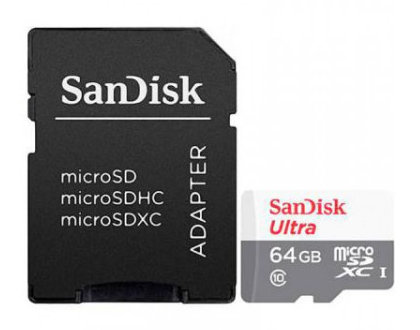 SanDisk
microSD
microSDHC
microSDXC
ADAPTER
SanDisk
Ultra
64GB
10
micro SD XC I